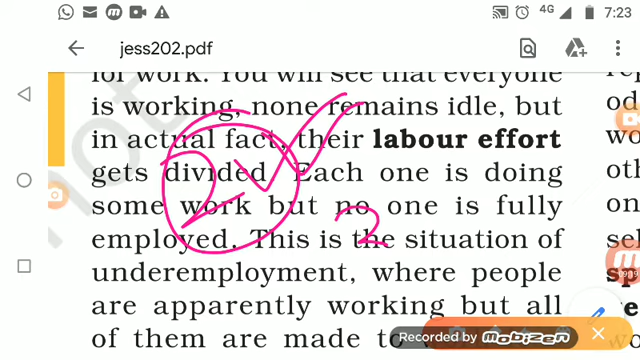 4G 7:23
jess202.pdf
for work. You will see that everyone
is working, none remains idle, but
in actual fact, their labour effort
gets divided. Each one is doing
some work but no one is fully
employed. This is the situation of
underemployment, where people
are apparently working but all
of them are made to
not
2
Recorded by mobizen